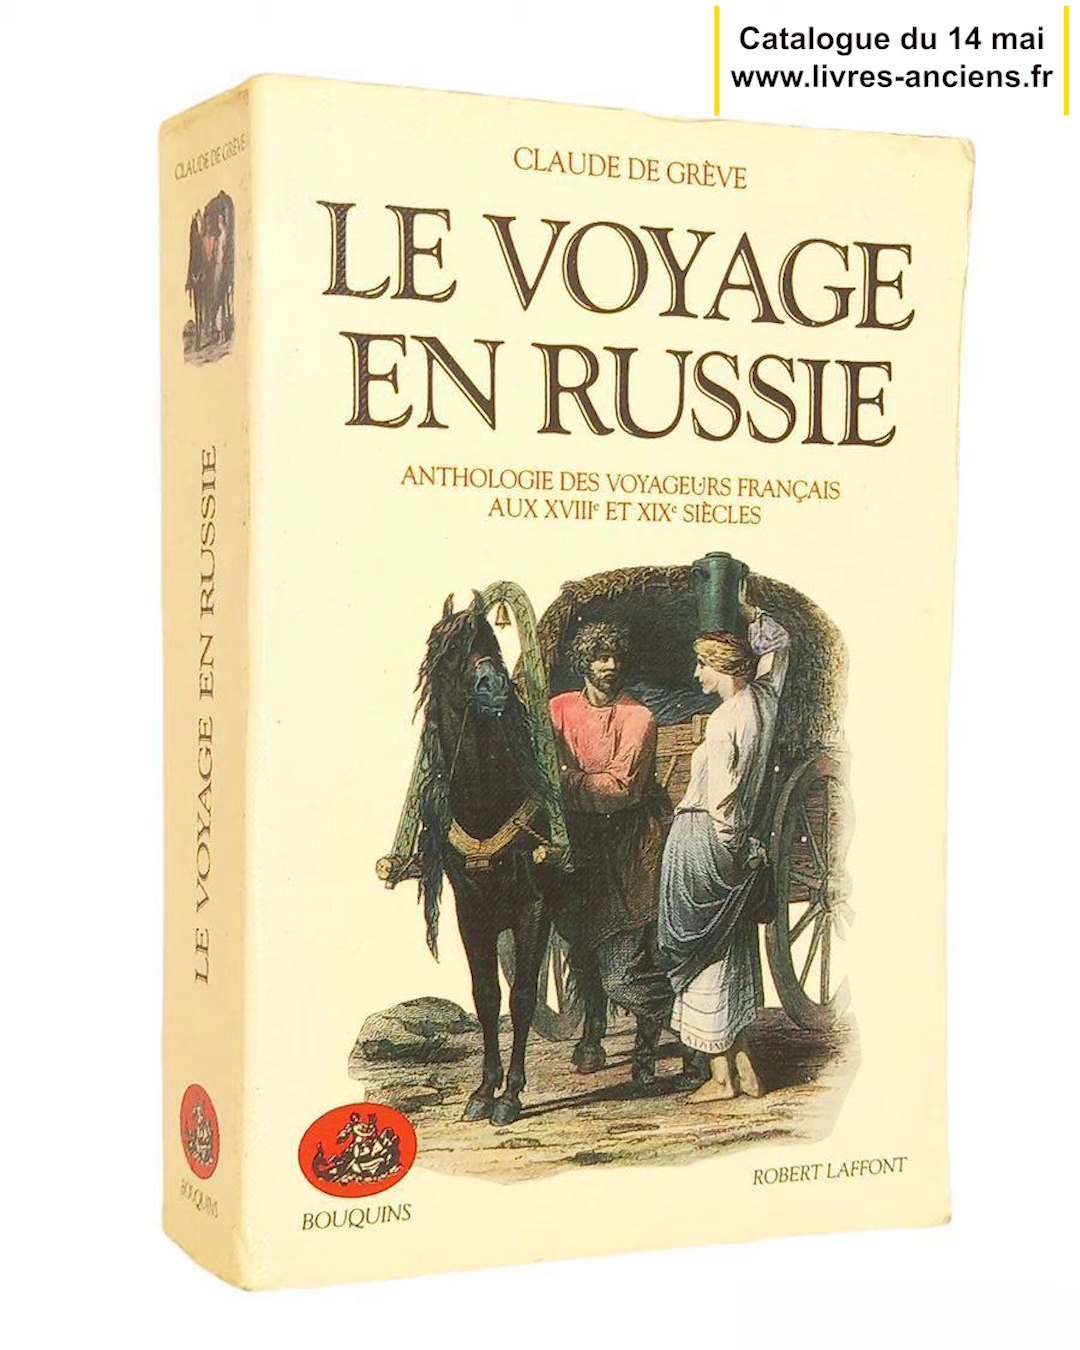 Catalogue du 14 mai
www.livres-anciens.fr
CLAUDE DE GRÈVE
LE VOYAGE EN RUSSIE
BOUQUINS
CLAUDE DE GRÈVE
LE VOYAGE
EN RUSSIE
ANTHOLOGIE DES VOYAGEURS FRANÇAIS
AUX XVIIIe ET XIXe SIÈCLES
BOUQUINS
ROBERT LAFFONT